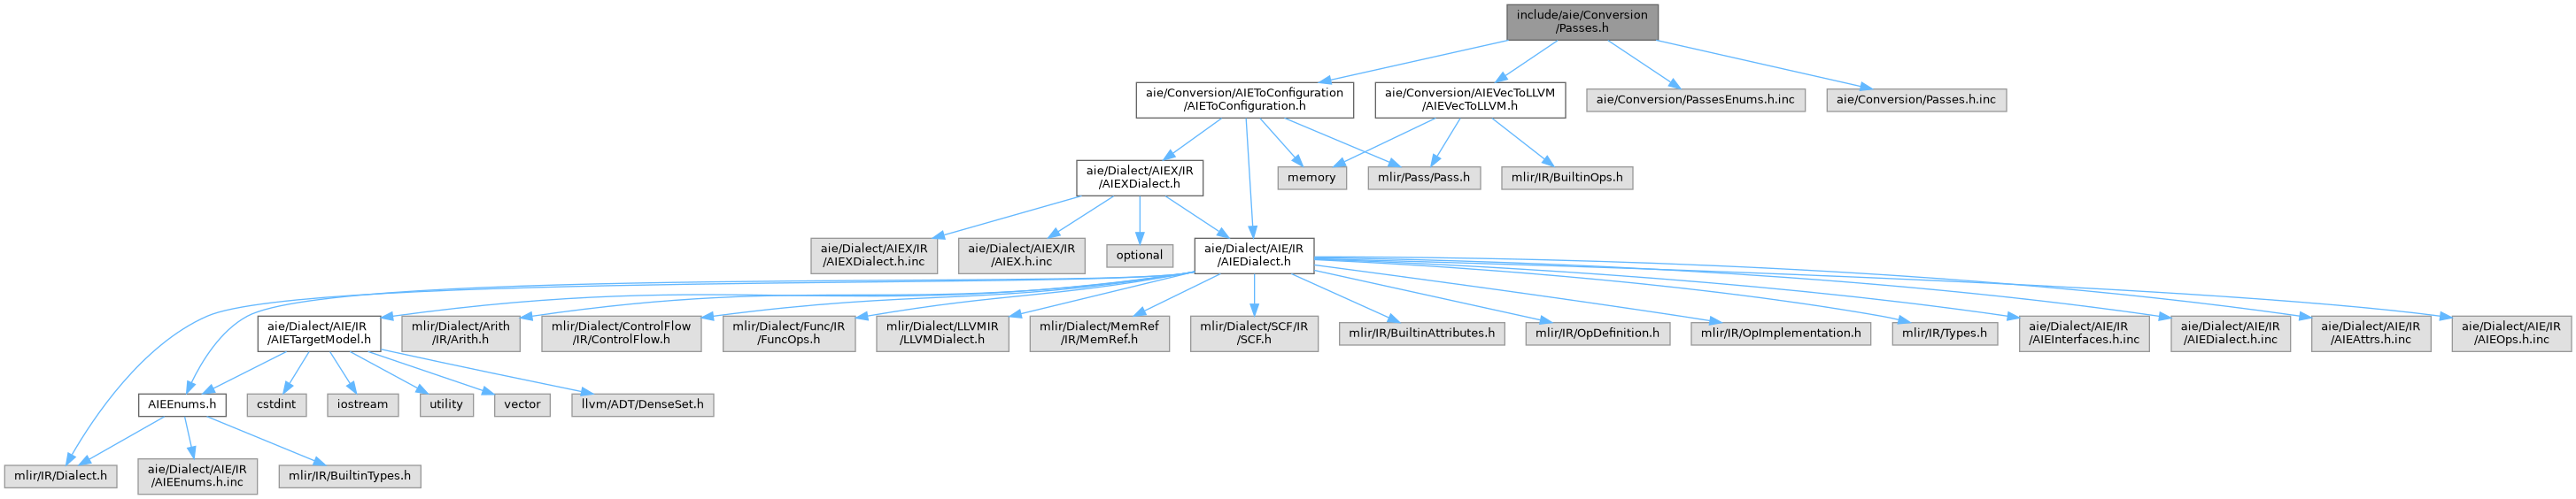 include/aie/Conversion
/Passes.h
aie/Conversion/AIEToConfiguration
/AIEToConfiguration.h
aie/Conversion/AIEVecToLLVM
/AIEVecToLLVM.h
aie/Conversion/PassesEnums.h.inc
aie/Conversion/Passes.h.inc
aie/Dialect/AIEX/IR
/AIEXDialect.h
memory
mlir/Pass/Pass.h
mlir/IR/BuiltinOps.h
aie/Dialect/AIEX/IR
/AIEXDialect.h.inc
aie/Dialect/AIEX/IR
/AIEX.h.inc
optional
aie/Dialect/AIE/IR
/AIEDialect.h
aie/Dialect/AIE/IR
/AIETargetModel.h
mlir/Dialect/Arith
/IR/Arith.h
mlir/Dialect/ControlFlow
/IR/ControlFlow.h
mlir/Dialect/Func/IR
/FuncOps.h
mlir/Dialect/LLVMIR
/LLVMDialect.h
mlir/Dialect/MemRef
/IR/MemRef.h
mlir/Dialect/SCF/IR
/SCF.h
mlir/IR/BuiltinAttributes.h
mlir/IR/OpDefinition.h
mlir/IR/OpImplementation.h
mlir/IR/Types.h
aie/Dialect/AIE/IR
/AIEInterfaces.h.inc
aie/Dialect/AIE/IR
/AIEDialect.h.inc
aie/Dialect/AIE/IR
/AIEAttrs.h.inc
aie/Dialect/AIE/IR
/AIEOps.h.inc
AIEEnums.h
cstdint
iostream
utility
vector
llvm/ADT/DenseSet.h
mlir/IR/Dialect.h
aie/Dialect/AIE/IR
/AIEEnums.h.inc
mlir/IR/BuiltinTypes.h